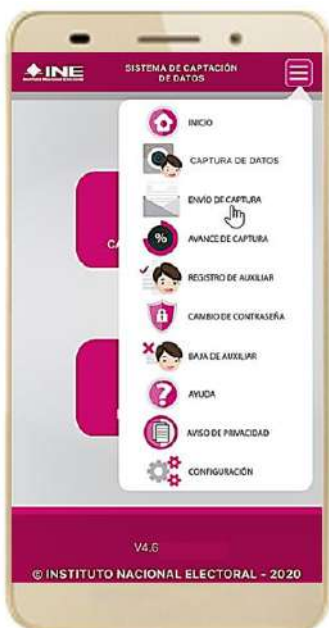 INE
SISTEMA DE CAPTACIÓN
DE DATOS
INICIO
CAPTURA DE DATOS
ENVIO DE CAPTURA
%
AVANCE DE CAPTURA
REGISTRO DE AUXILIAR
CAMBIO DE CONTRASEÑA
BAJA DE AUXILIAR
?
AYUDA
AVISO DE PRIVACIDAD
CONFIGURACIÓN
V4.6
© INSTITUTO NACIONAL ELECTORAL - 2020